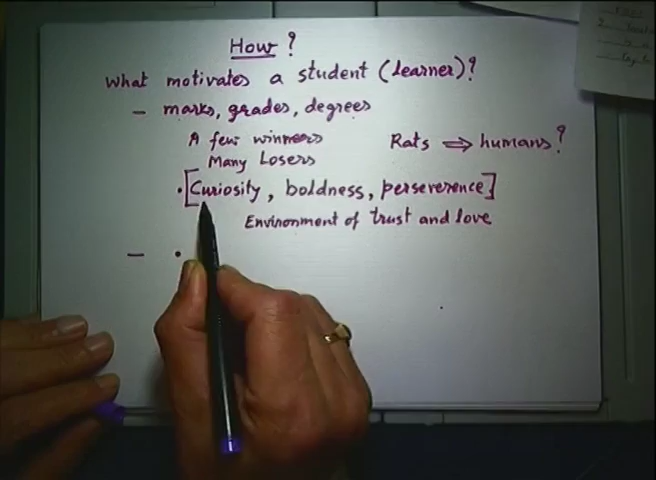 How?
What motivates a student (learner)?
– marks, grades, degrees
A few winners
Many Losers
Rats ⇒ humans?
• [Curiosity, boldness, perseverence]
Environment of trust and love
– •